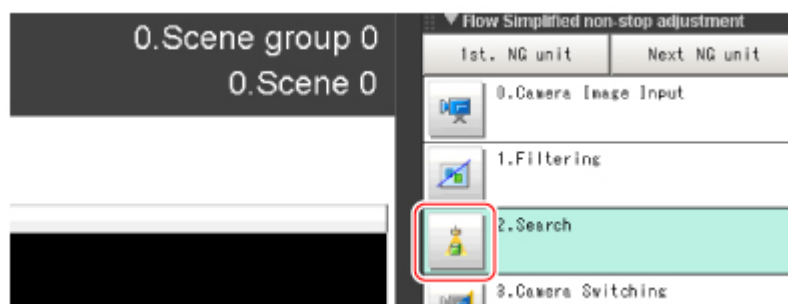 0.Scene group 0
0.Scene 0
▼Flow Simplified non-stop adjustment
1st. NG unit
Next NG unit
0.Camera Image Input
1.Filtering
2.Search
3.Camera Switching